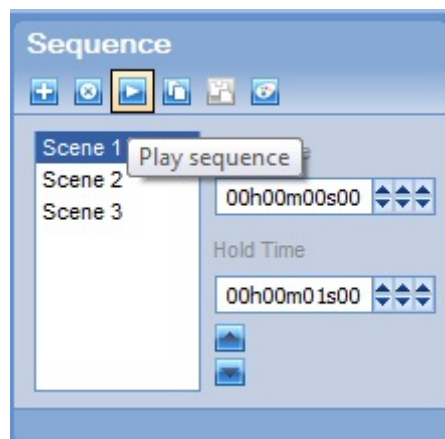 Sequence
Scene 1
Play sequence
Scene 2
00h00m00s00
Scene 3
Hold Time
00h00m01s00